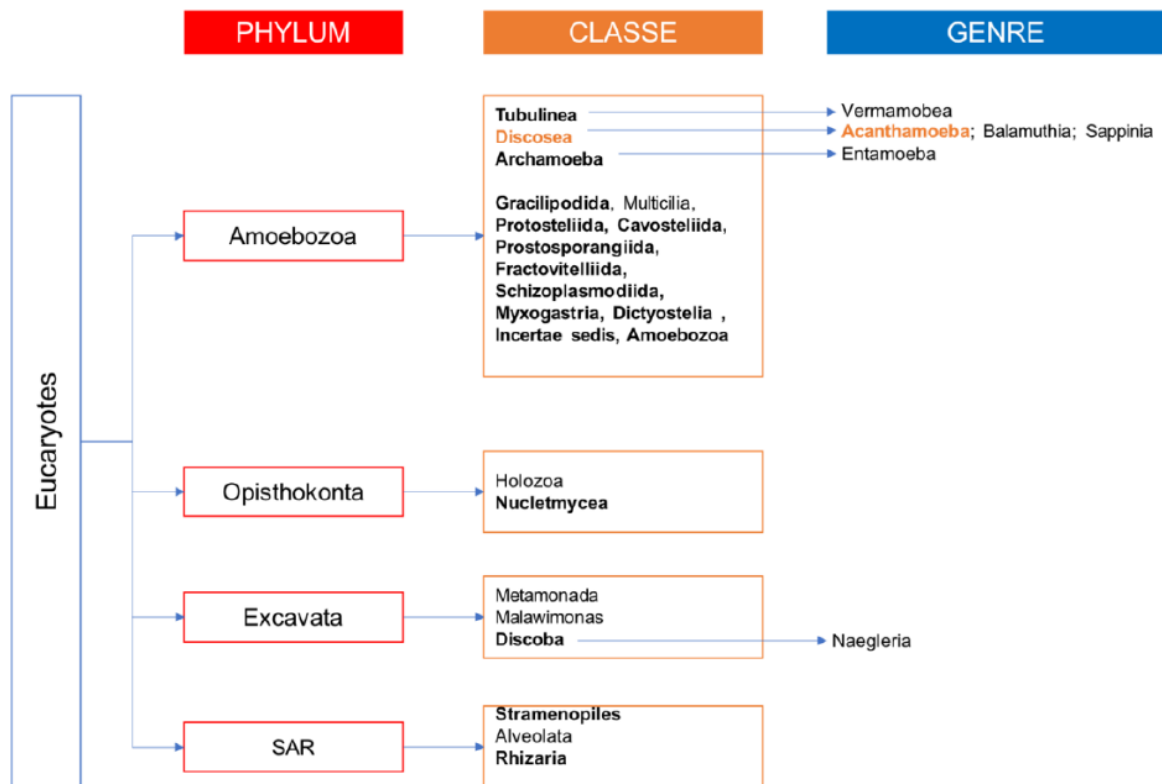 PHYLUM
CLASSE
GENRE
Eucaryotes
Amoebozoa
Tubulinea
Discosea
Archamoeba
Vermamobea
Acanthamoeba; Balamuthia; Sappinia
Entamoeba
Gracilipodida, Multicilia,
Protosteliida, Cavosteliida,
Prostosporangiida,
Fractovitelliida,
Schizoplasmodiida,
Myxogastria, Dictyostelia ,
Incertae sedis, Amoebozoa
Opisthokonta
Holozoa
Nucletmycea
Excavata
Metamonada
Malawimonas
Discoba
Naegleria
SAR
Stramenopiles
Alveolata
Rhizaria